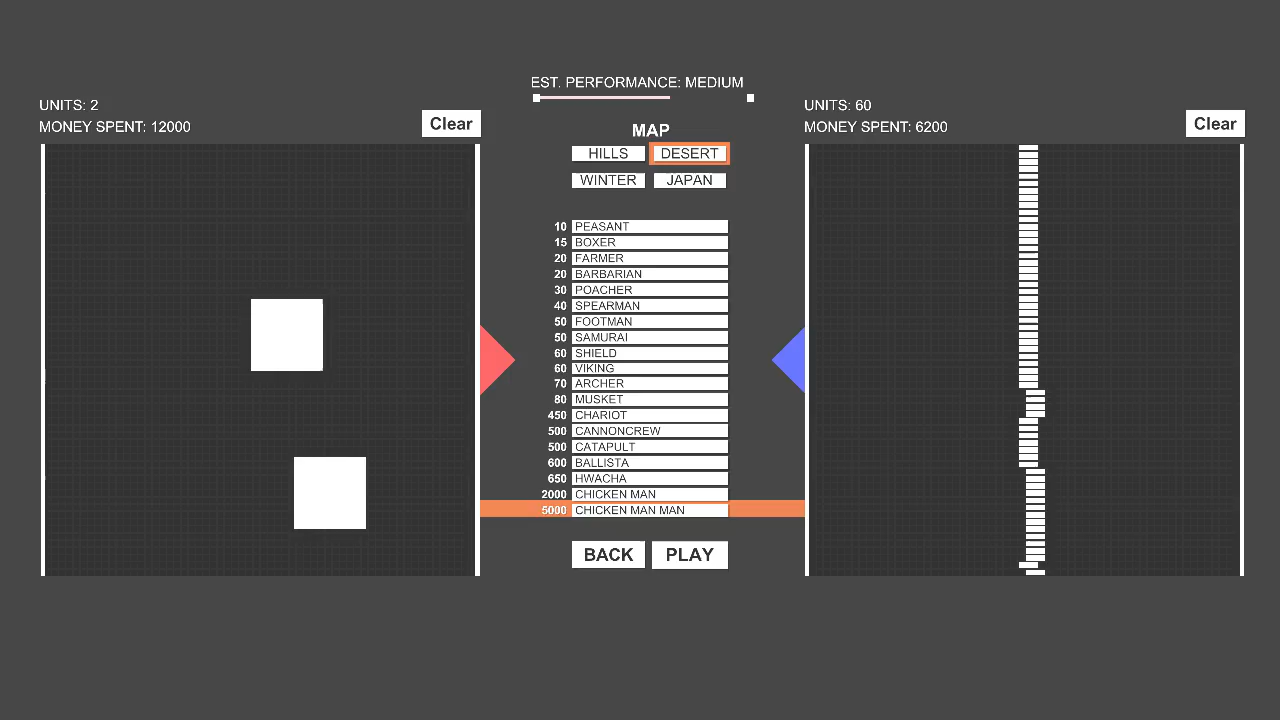 EST. PERFORMANCE: MEDIUM
UNITS: 2
MONEY SPENT: 12000
Clear
UNITS: 60
MONEY SPENT: 6200
Clear
MAP
HILLS DESERT
WINTER JAPAN
10 PEASANT
15 BOXER
20 FARMER
20 BARBARIAN
30 POACHER
40 SPEARMAN
50 FOOTMAN
50 SAMURAI
60 SHIELD
60 VIKING
70 ARCHER
80 MUSKET
450 CHARIOT
500 CANNONCREW
500 CATAPULT
600 BALLISTA
650 HWACHA
2000 CHICKEN MAN
5000 CHICKEN MAN MAN
BACK PLAY